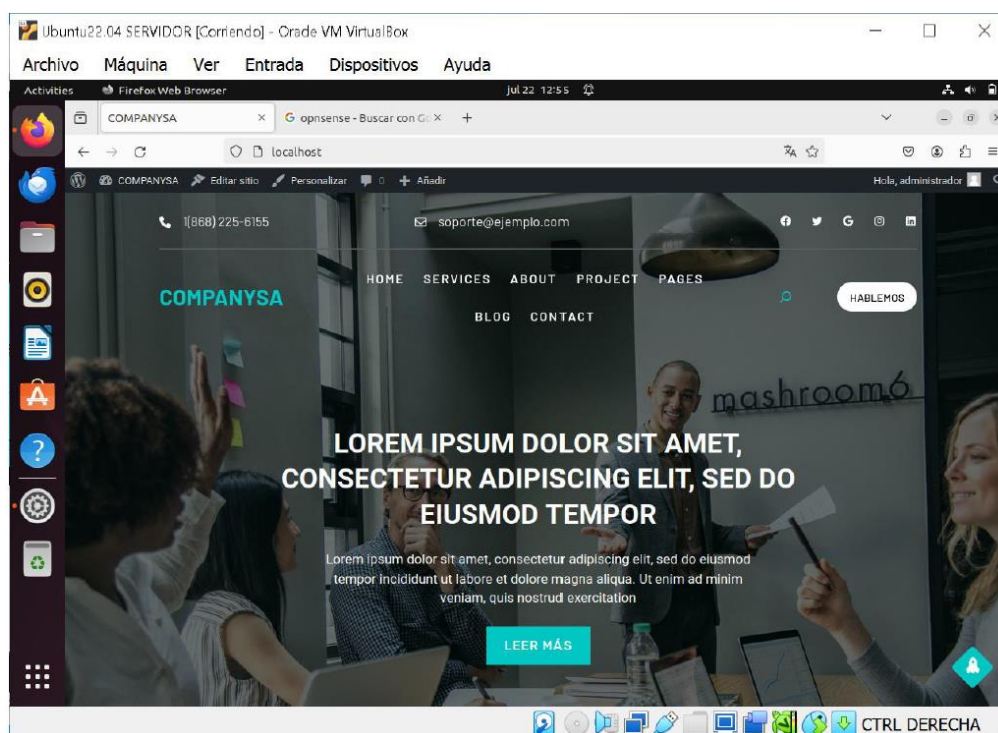 Ubuntu22.04 SERVIDOR [Corriendo] - Oracle VM VirtualBox
Archivo Máquina Ver Entrada Dispositivos Ayuda
Activities Firefox Web Browser jul 22 12:55
COMPANYSA G opnsense - Buscar con Go
localhost
COMPANYSA Editar sitio Personalizar 0 Añadir Hola, administrador
1(868) 225-6155 soporte@ejemplo.com
HOME SERVICES ABOUT PROJECT PAGES
COMPANYSA HABLEMOS
BLOG CONTACT
mashroom6
LOREM IPSUM DOLOR SIT AMET,
CONSECTETUR ADIPISCING ELIT, SED DO
EIUSMOD TEMPOR
Lorem ipsum dolor sit amet, consectetur adipiscing elit, sed do eiusmod
tempor incididunt ut labore et dolore magna aliqua. Ut enim ad minim
veniam, quis nostrud exercitation
LEER MÁS
CTRL DERECHA